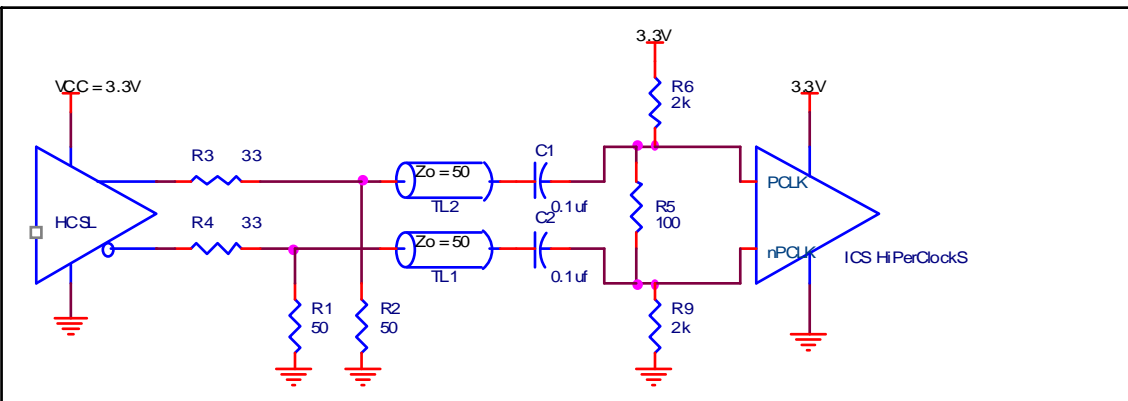 3.3V
VCC = 3.3V
R6
2k
3.3V
R3 33
C1
Zo = 50
PCLK
TL2
0.1uf
R5
100
HCSL
R4 33
C2
Zo = 50
nPCLK
ICS HiPerClockS
TL1
0.1uf
R1
50
R2
50
R9
2k